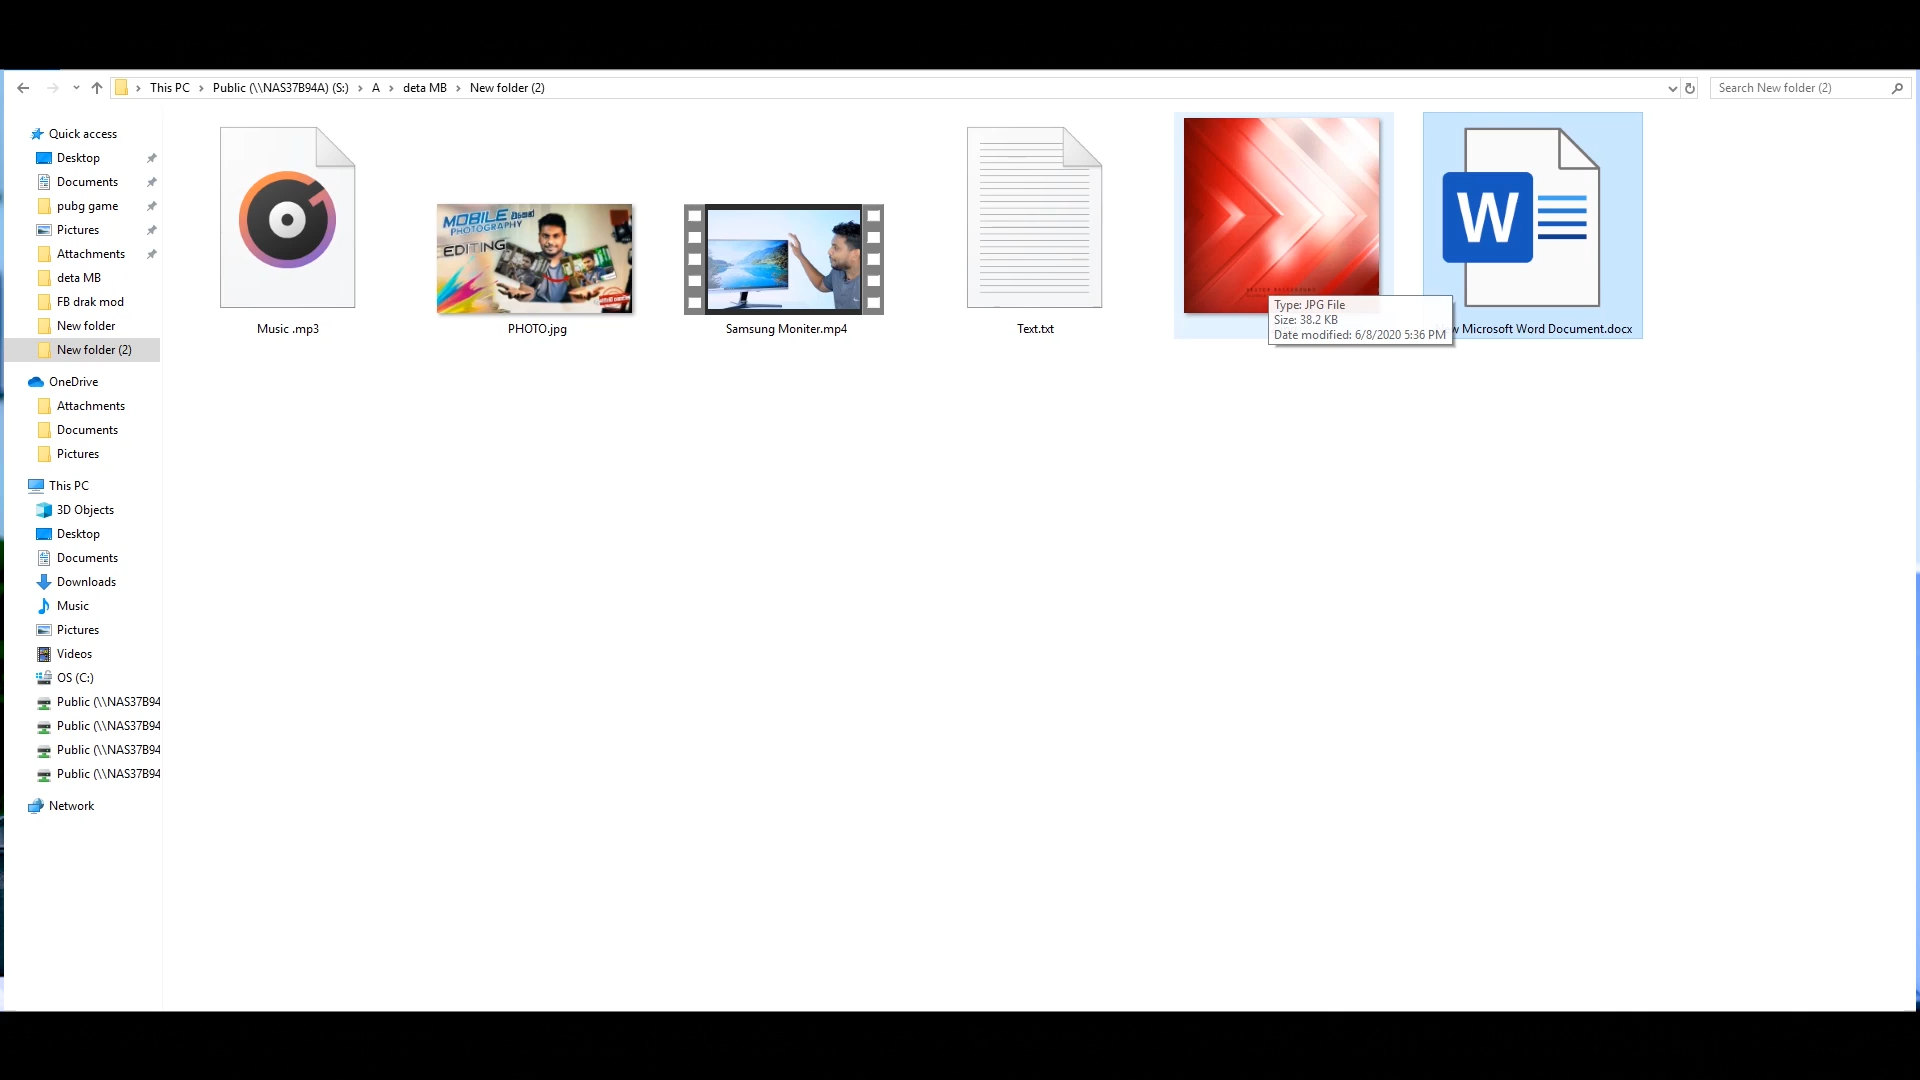 This PC > Public (\\NAS37B94A) (S:) > A > deta MB > New folder (2)
Search New folder (2)
Quick access
Desktop
Documents
pubg game
Pictures
Attachments
deta MB
FB drak mod
New folder
New folder (2)
OneDrive
Attachments
Documents
Pictures
This PC
3D Objects
Desktop
Documents
Downloads
Music
Pictures
Videos
OS (C:)
Public (\\NAS37B94
Public (\\NAS37B94
Public (\\NAS37B94
Public (\\NAS37B94
Network
MOBILE
PHOTOGRAPHY
EDITING
W
Music .mp3
PHOTO.jpg
Samsung Moniter.mp4
Text.txt
w Microsoft Word Document.docx
Type: JPG File
Size: 38.2 KB
Date modified: 6/8/2020 5:36 PM